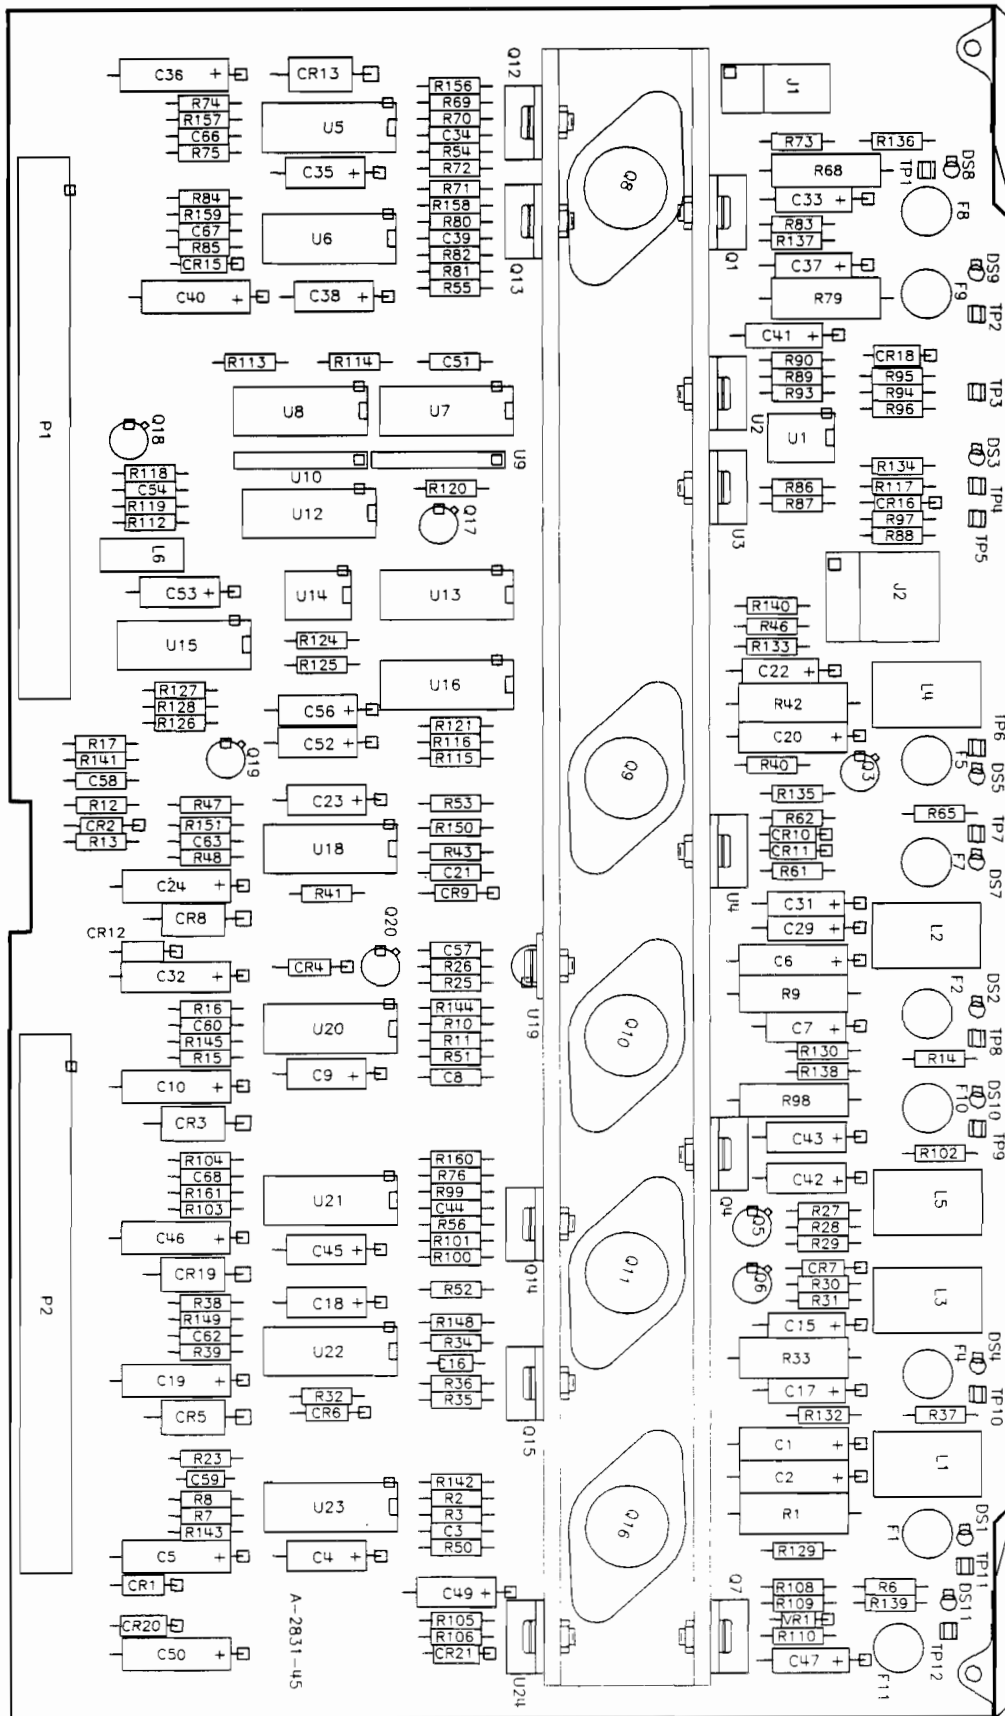 Q12
C36 +
CR13
J1
R156
R74
R69
R157
U5
R70
C66
C34
R73
R136
R75
R54
R72
C35 +
Q8
R68
TP1
DS8
R71
R84
R158
C33 +
F8
R159
R80
C67
U6
C39
R83
R85
R82
R137
CR15
R81
Q1
C37 +
DS9
Q13
R55
C40 +
C38 +
R79
F9
TP2
C41 +
R113
R114
C51
R90
CR18
R89
R95
R93
R94
TP3
U8
U7
R96
P1
Q18
U2
U1
R118
U10
U9
R134
DS3
C54
R120
R86
R117
TP4
R119
U12
Q17
R87
CR16
R112
R97
TP5
U3
R88
L6
C53 +
U14
U13
J2
R140
R46
U15
R124
R133
R125
C22 +
L4
R127
U16
R42
R128
C56 +
R126
R121
C20 +
TP6
R17
C52 +
R116
R141
Q19
R115
Q9
R40
Q3
F5
DS5
C58
R12
R47
C23 +
R53
R135
R65
CR2
R151
R150
R62
TP7
R13
C63
U18
CR10
R48
R43
CR11
F7
C21
R61
DS7
C24 +
R41
CR9
U4
CR8
C31 +
CR12
Q20
C29 +
L2
C57
C32 +
CR4
R26
C6 +
R25
U19
R9
F2
DS2
R16
R144
C60
U20
R10
C7 +
TP8
R145
R11
Q10
R130
R15
R51
R14
C9 +
C8
R138
C10 +
R98
F10
DS10
CR3
C43 +
TP9
R104
R160
R102
C68
R76
C42 +
R161
U21
R99
Q4
L5
R103
C44
R27
R56
Q5
R28
C46 +
R101
R29
C45 +
R100
Q14
CR19
Q11
Q6
CR7
R52
R30
L3
P2
R38
C18 +
R31
R149
R148
C15 +
C62
U22
R34
R39
C16
R33
F4
DS4
C19 +
R36
R32
R35
C17 +
TP10
CR5
CR6
Q15
R132
R37
C1 +
R23
L1
C59
R142
C2 +
R8
R2
R7
U23
R3
R1
R143
C3
Q16
F1
DS1
C5 +
R50
R129
C4 +
TP11
CR1
A-2831-45
C49 +
Q7
R108
R6
R109
R139
DS11
CR20
R105
VR1
R106
R110
TP12
C50 +
CR21
C47 +
U24
F11